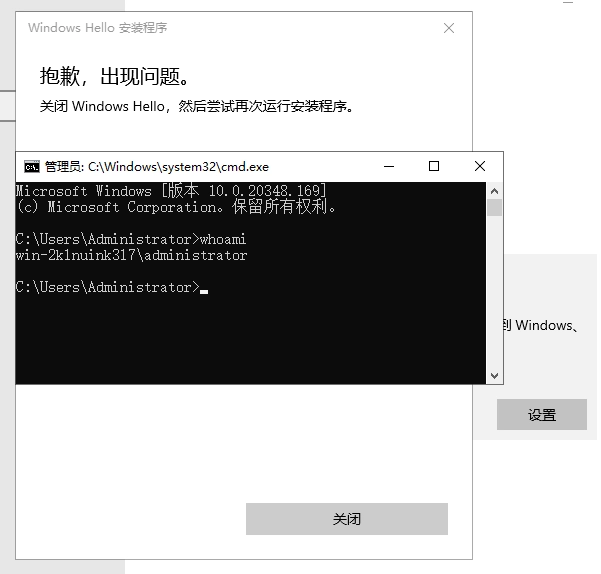 Windows Hello 安装程序
抱歉，出现问题。
关闭 Windows Hello，然后尝试再次运行安装程序。
管理员: C:\Windows\system32\cmd.exe
Microsoft Windows [版本 10.0.20348.169]
(c) Microsoft Corporation。保留所有权利。
C:\Users\Administrator>whoami
win-2k1nuink317\administrator
C:\Users\Administrator>
到 Windows、
设置
关闭